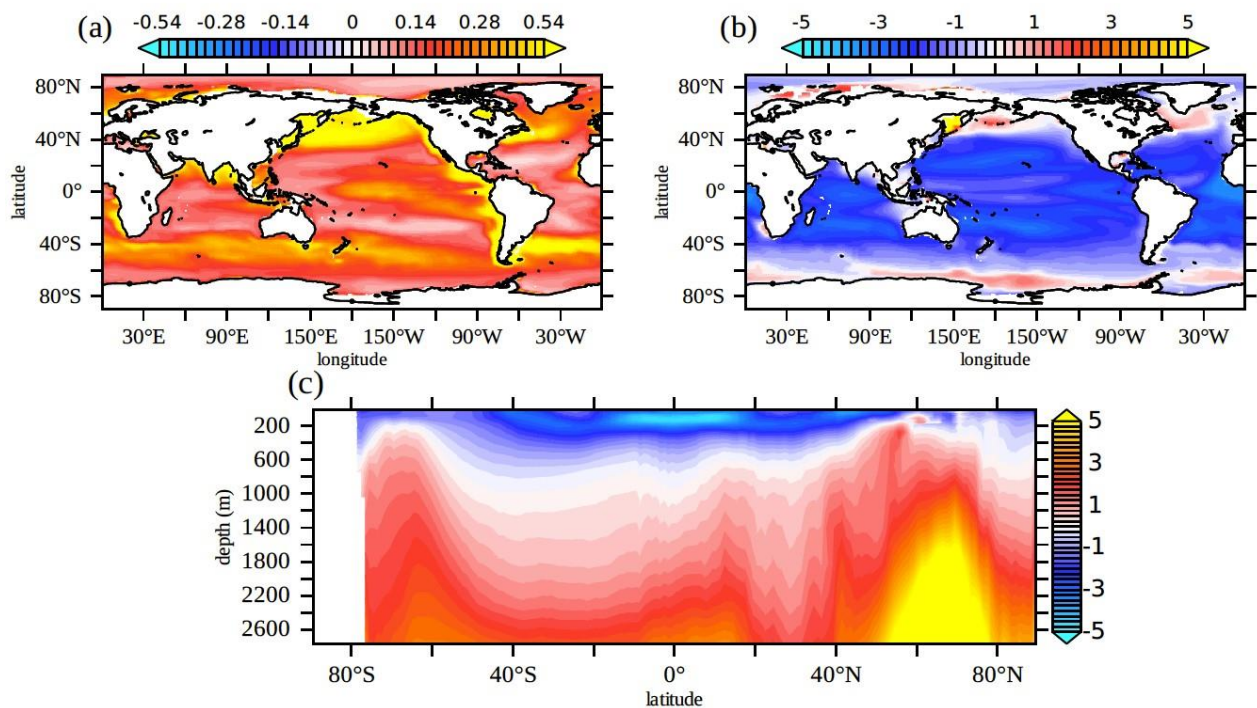 (a)
-0.54 -0.28 -0.14 0 0.14 0.28 0.54
80°N
40°N
0°
40°S
80°S
latitude
30°E 90°E 150°E 150°W 90°W 30°W
longitude
(b)
-5 -3 -1 1 3 5
80°N
40°N
0°
40°S
80°S
latitude
30°E 90°E 150°E 150°W 90°W 30°W
longitude
(c)
200
600
1000
1400
1800
2200
2600
depth (m)
80°S 40°S 0° 40°N 80°N
latitude
5
3
1
-1
-3
-5